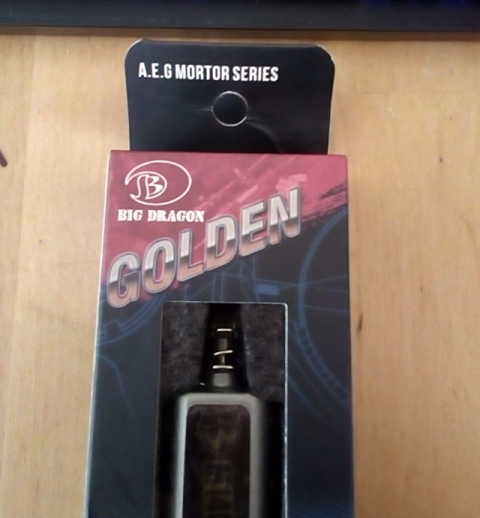 A.E.G MORTOR SERIES
B
BIG DRAGON
GOLDEN